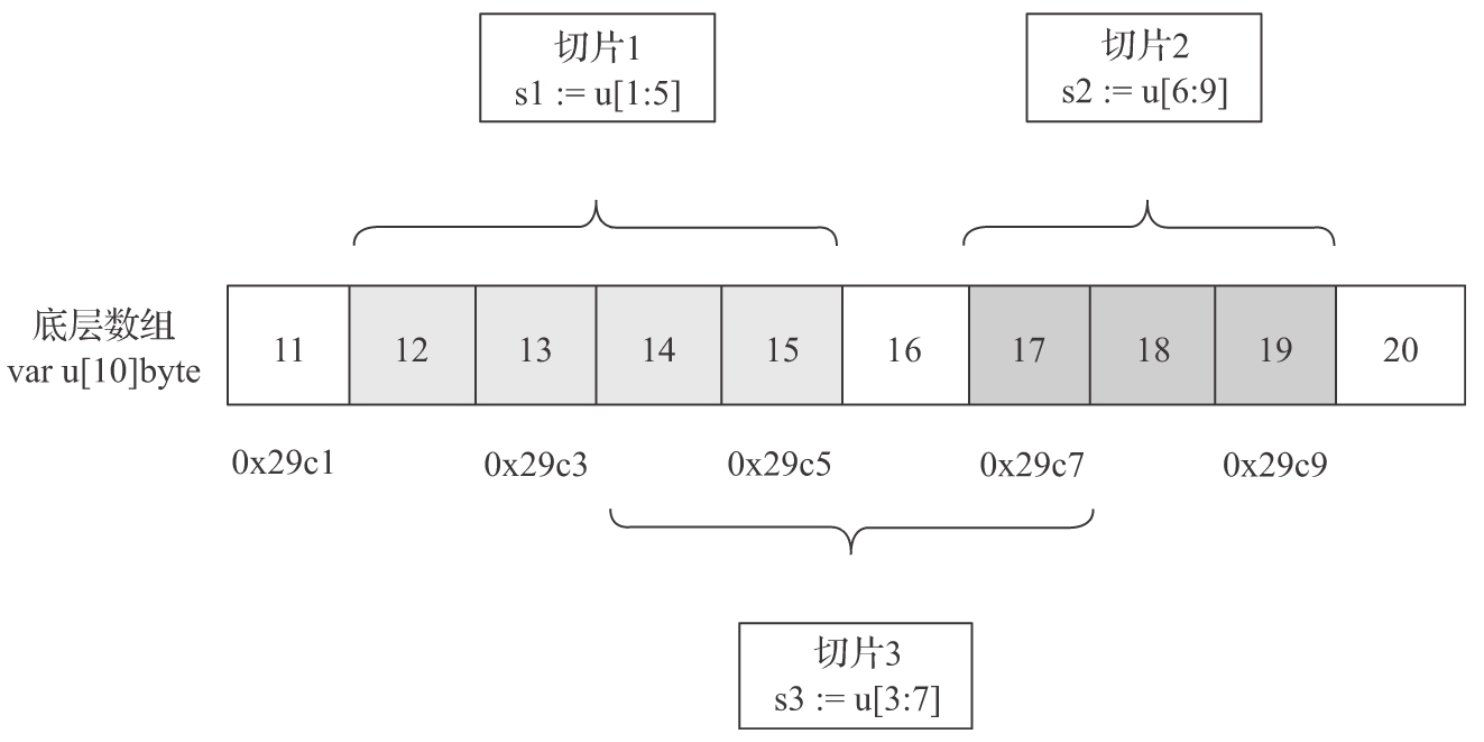 切片1
s1 := u[1:5]
切片2
s2 := u[6:9]
底层数组
var u[10]byte
11 12 13 14 15 16 17 18 19 20
0x29c1 0x29c3 0x29c5 0x29c7 0x29c9
切片3
s3 := u[3:7]